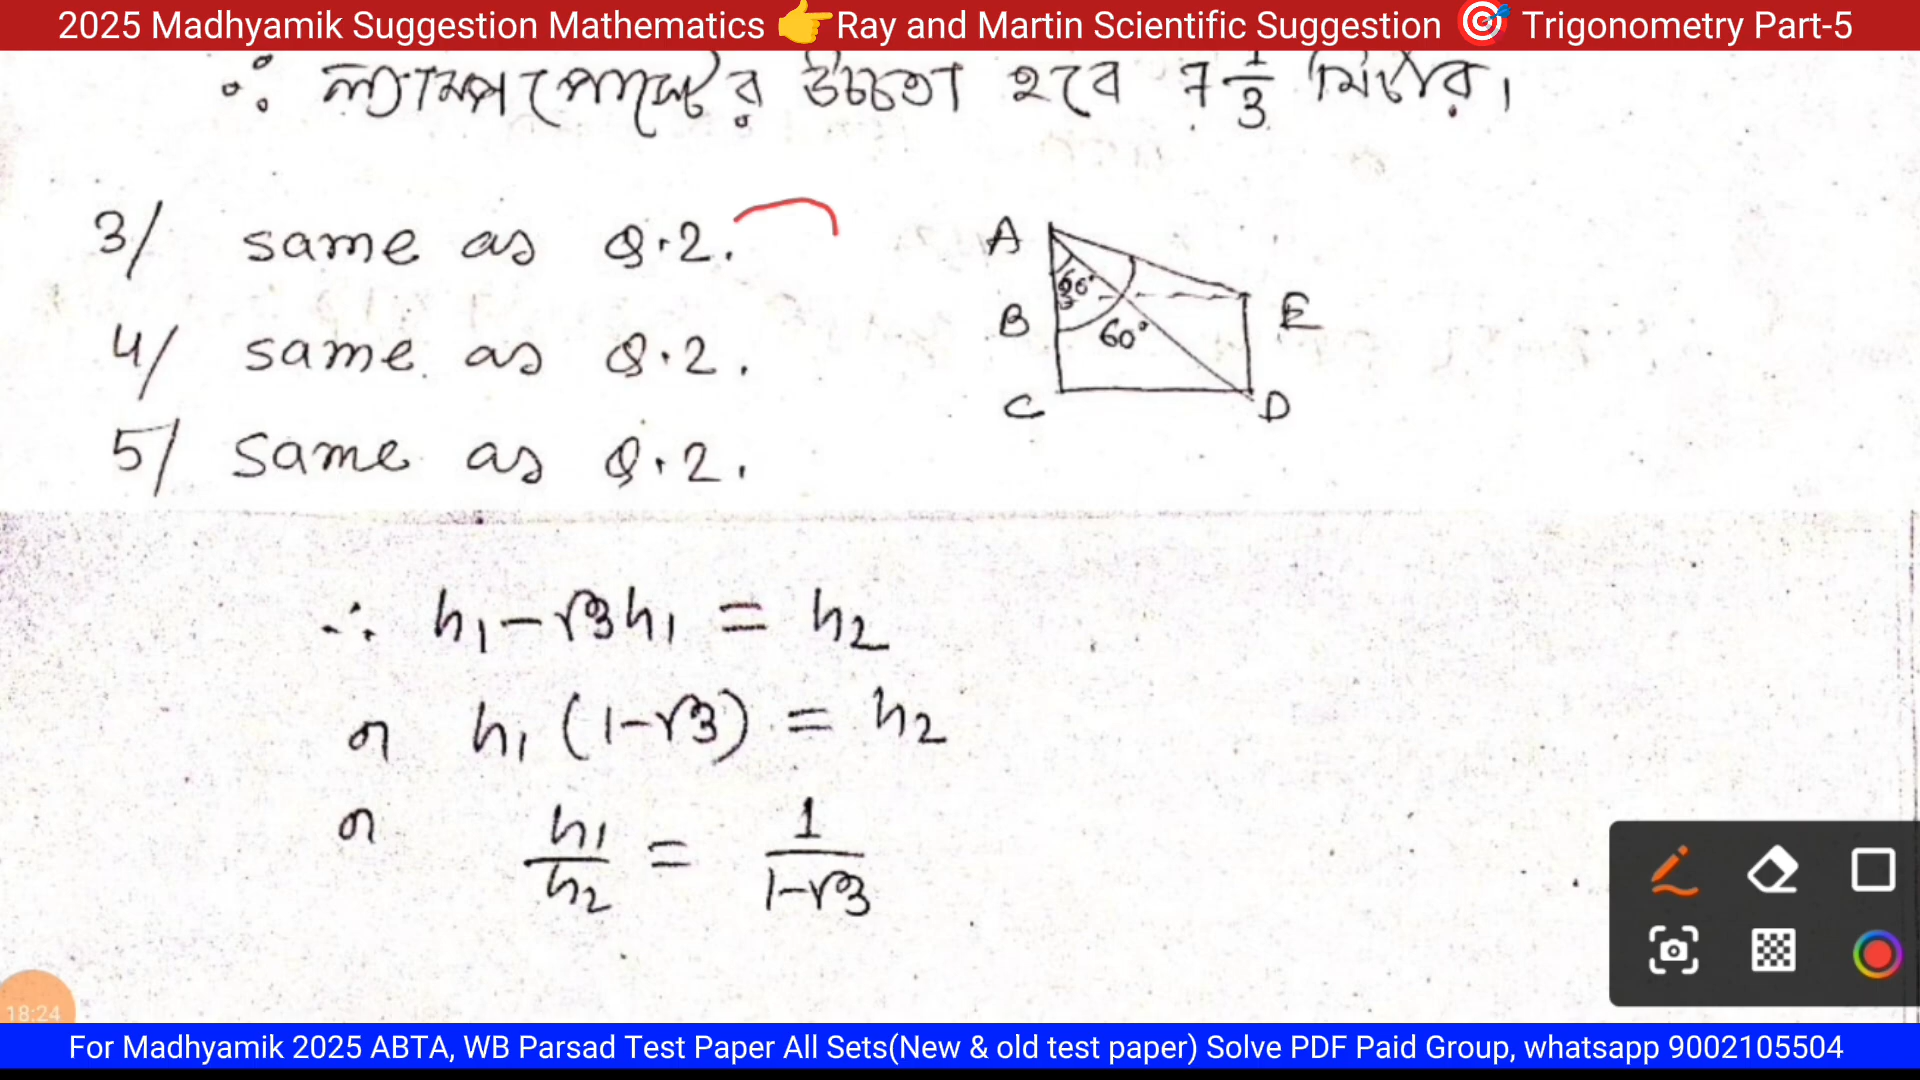 2025 Madhyamik Suggestion Mathematics 👉Ray and Martin Scientific Suggestion 🎯 Trigonometry Part-5
∴ ল্যাম্প পোস্টের উচ্চতা হবে 7 1/3 মিটার।
3/ same as Q.2.
4/ same as Q.2.
5/ same as Q.2.
A
B
C
D
E
60°
∴ h₁-√3h₁ = h₂
বা h₁ (1-√3) = h₂
বা h₁/h₂ = 1/(1-√3)
18:24
For Madhyamik 2025 ABTA, WB Parsad Test Paper All Sets(New & old test paper) Solve PDF Paid Group, whatsapp 9002105504